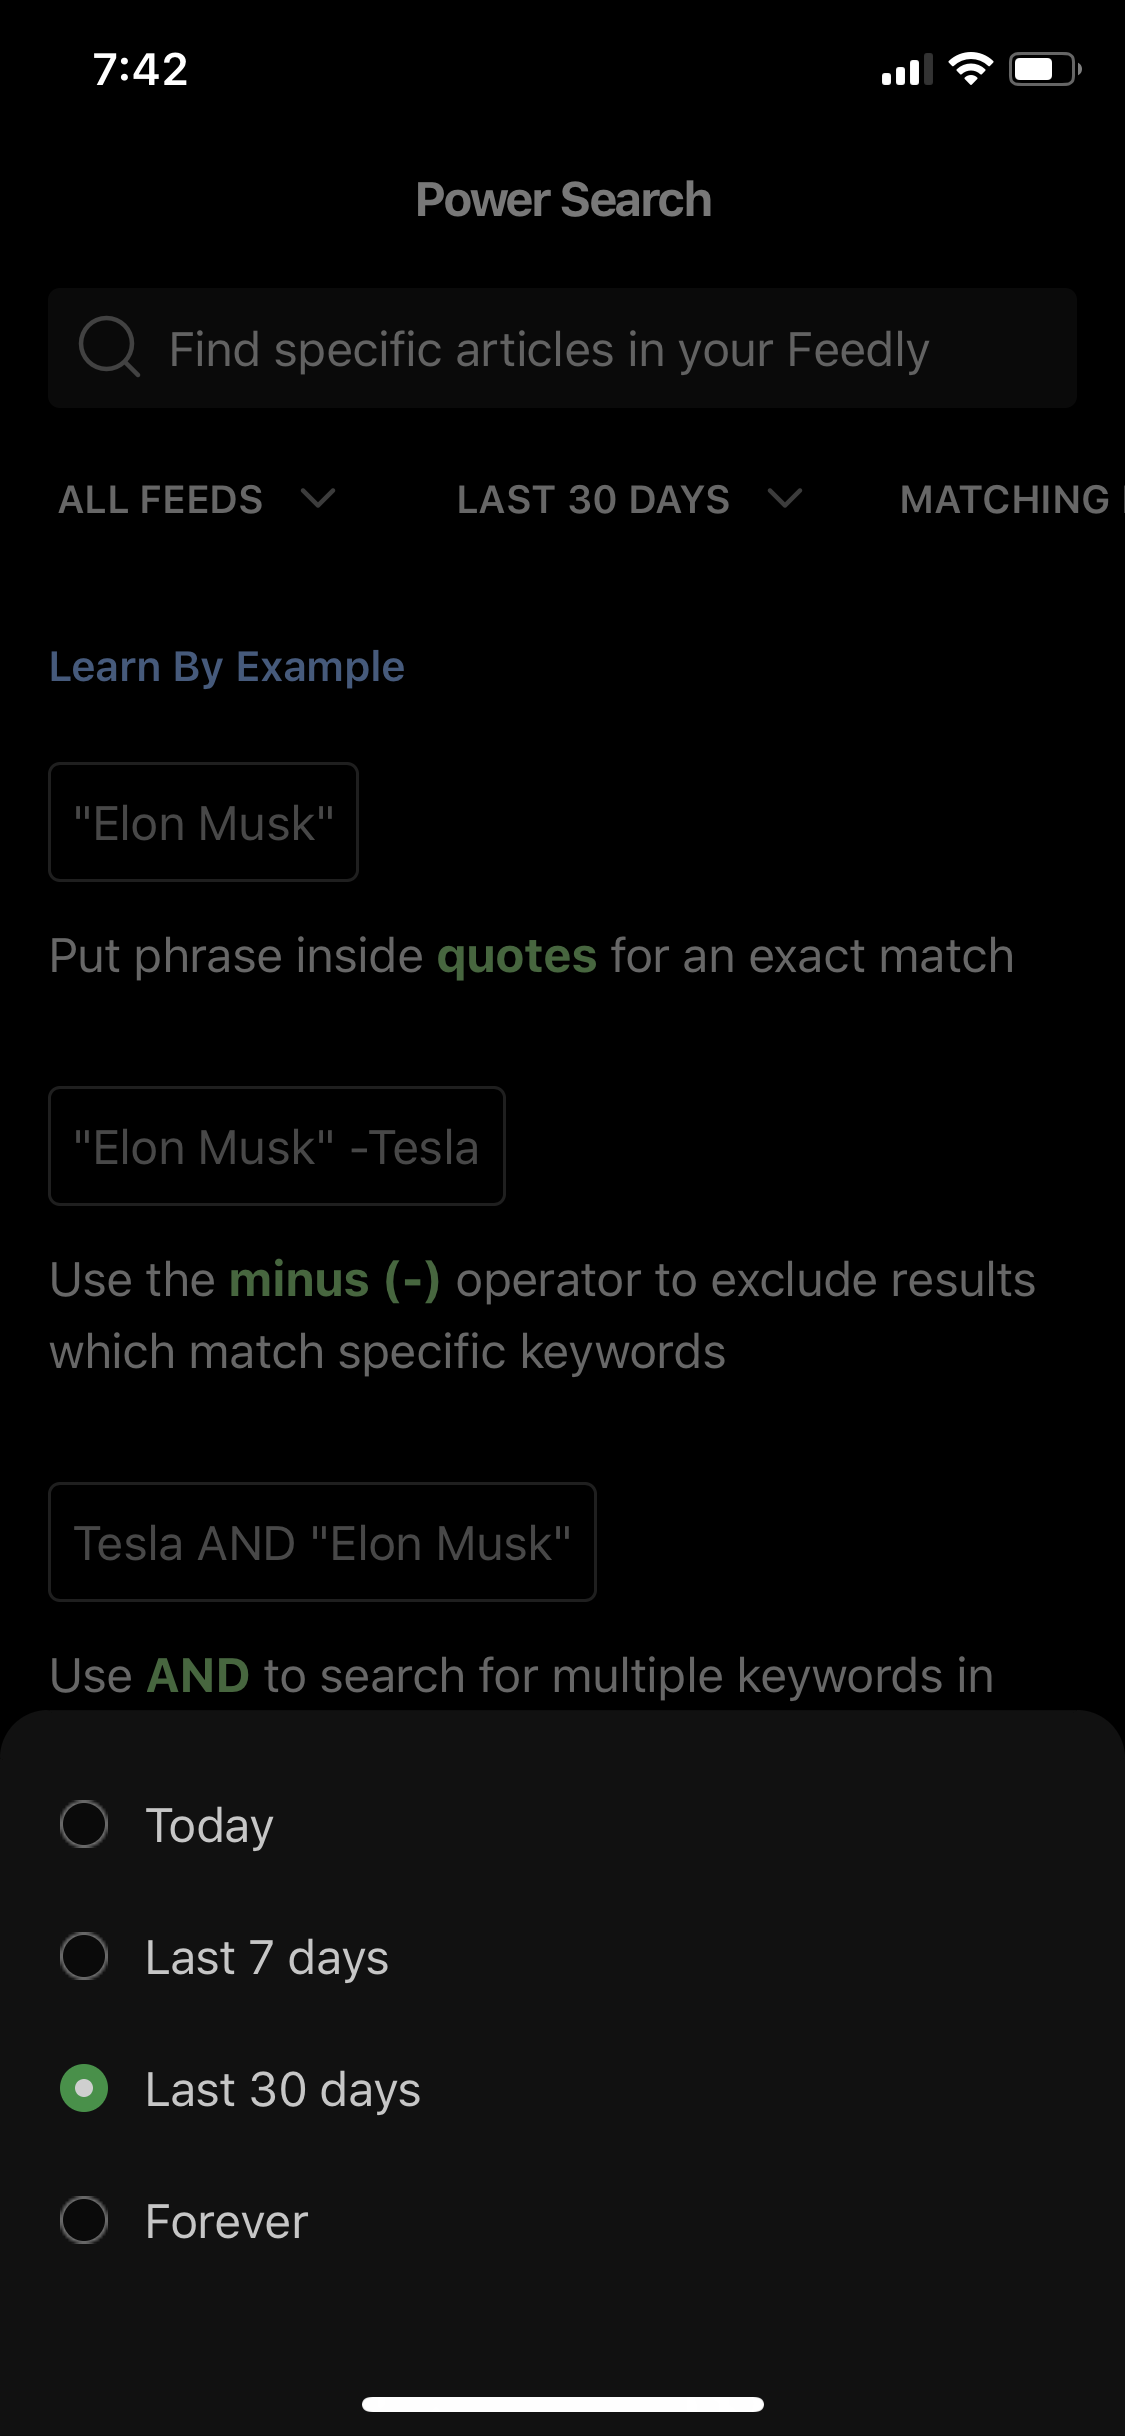 7:42
Power Search
Find specific articles in your Feedly
ALL FEEDS LAST 30 DAYS MATCHING
Learn By Example
"Elon Musk"
Put phrase inside quotes for an exact match
"Elon Musk" -Tesla
Use the minus (-) operator to exclude results
which match specific keywords
Tesla AND "Elon Musk"
Use AND to search for multiple keywords in
Today
Last 7 days
Last 30 days
Forever